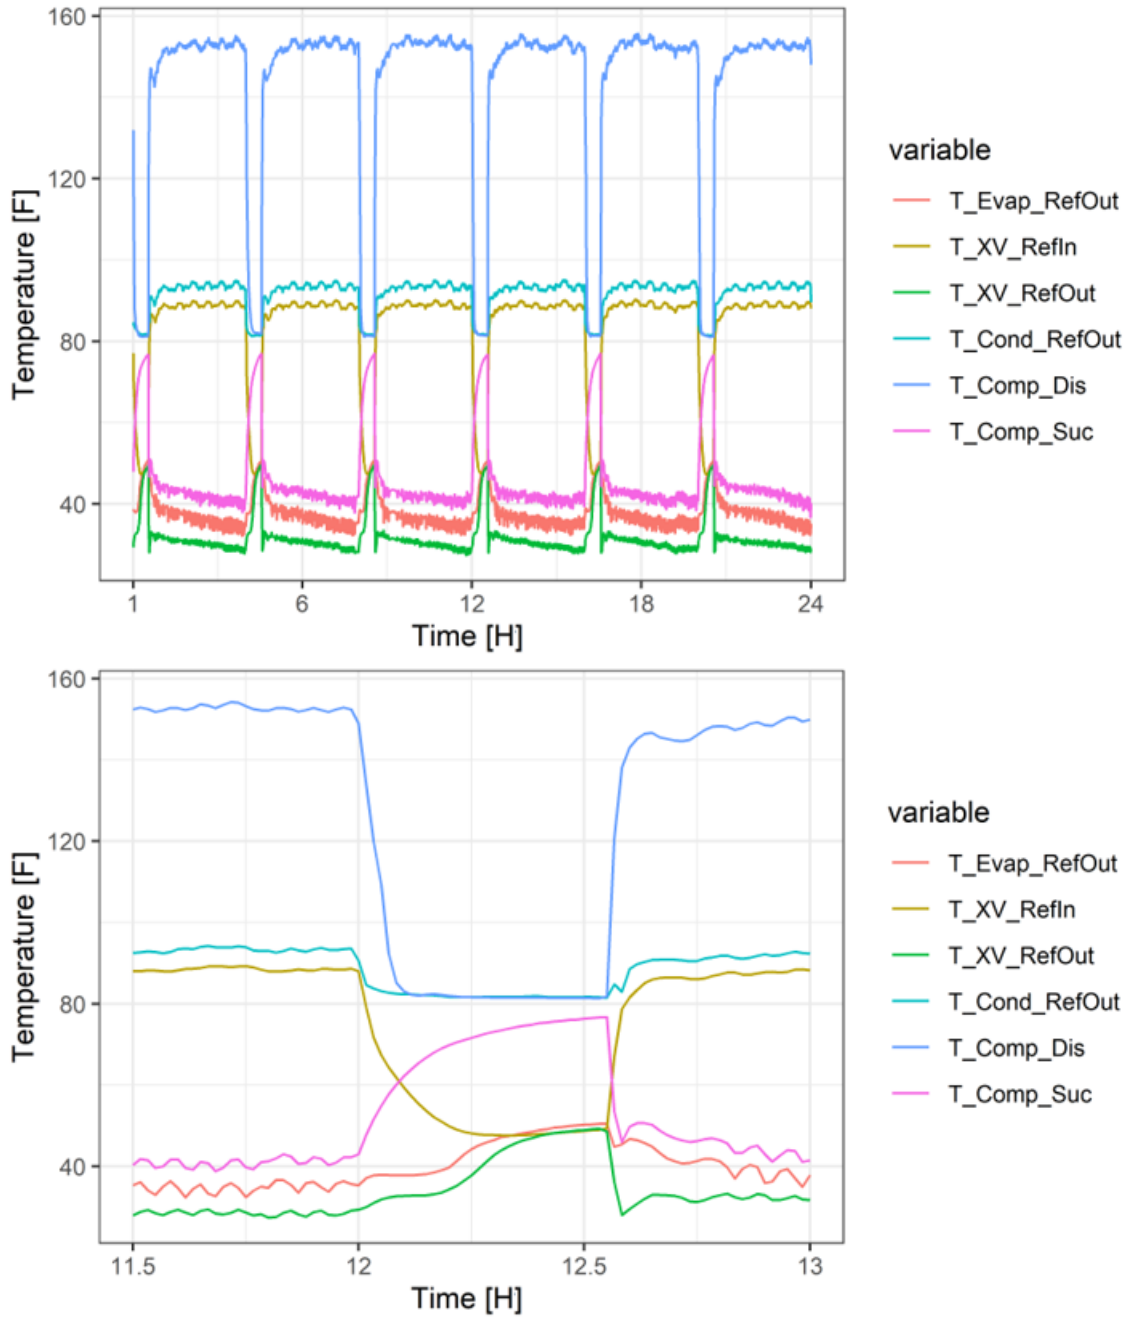 160
120
80
40
Temperature [F]
1
6
12
18
24
Time [H]
variable
T_Evap_RefOut
T_XV_RefIn
T_XV_RefOut
T_Cond_RefOut
T_Comp_Dis
T_Comp_Suc
160
120
80
40
Temperature [F]
11.5
12
12.5
13
Time [H]
variable
T_Evap_RefOut
T_XV_RefIn
T_XV_RefOut
T_Cond_RefOut
T_Comp_Dis
T_Comp_Suc